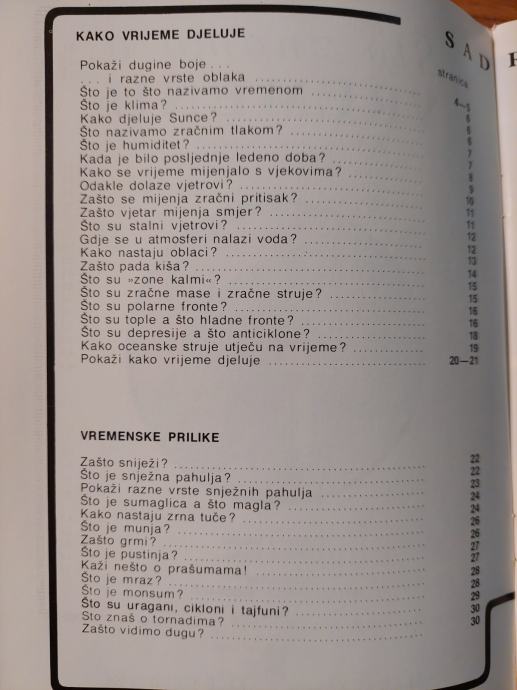 S A D R
KAKO VRIJEME DJELUJE
stranica
Pokaži dugine boje . . .
. . . i razne vrste oblaka 4—5
Što je to što nazivamo vremenom 6
Što je klima? 6
Kako djeluje Sunce? 6
Što nazivamo zračnim tlakom? 7
Što je humiditet? 7
Kada je bilo posljednje ledeno doba? 8
Kako se vrijeme mijenjalo s vjekovima? 9
Odakle dolaze vjetrovi? 10
Zašto se mijenja zračni pritisak? 11
Zašto vjetar mijenja smjer? 11
Što su stalni vjetrovi? 12
Gdje se u atmosferi nalazi voda? 12
Kako nastaju oblaci? 13
Zašto pada kiša? 14
Što su »zone kalmi«? 15
Što su zračne mase i zračne struje? 15
Što su polarne fronte? 16
Što su tople a što hladne fronte? 16
Što su depresije a što anticiklone? 18
Kako oceanske struje utječu na vrijeme? 19
Pokaži kako vrijeme djeluje 20—21
VREMENSKE PRILIKE
Zašto sniježi? 22
Što je snježna pahulja? 22
Pokaži razne vrste snježnih pahulja 23
Što je sumaglica a što magla? 24
Kako nastaju zrna tuče? 24
Što je munja? 26
Zašto grmi? 26
Što je pustinja? 27
Kaži nešto o prašumama! 27
Što je mraz? 28
Što je monsum? 28
Što su uragani, cikloni i tajfuni? 29
Što znaš o tornadima? 30
Zašto vidimo dugu? 30